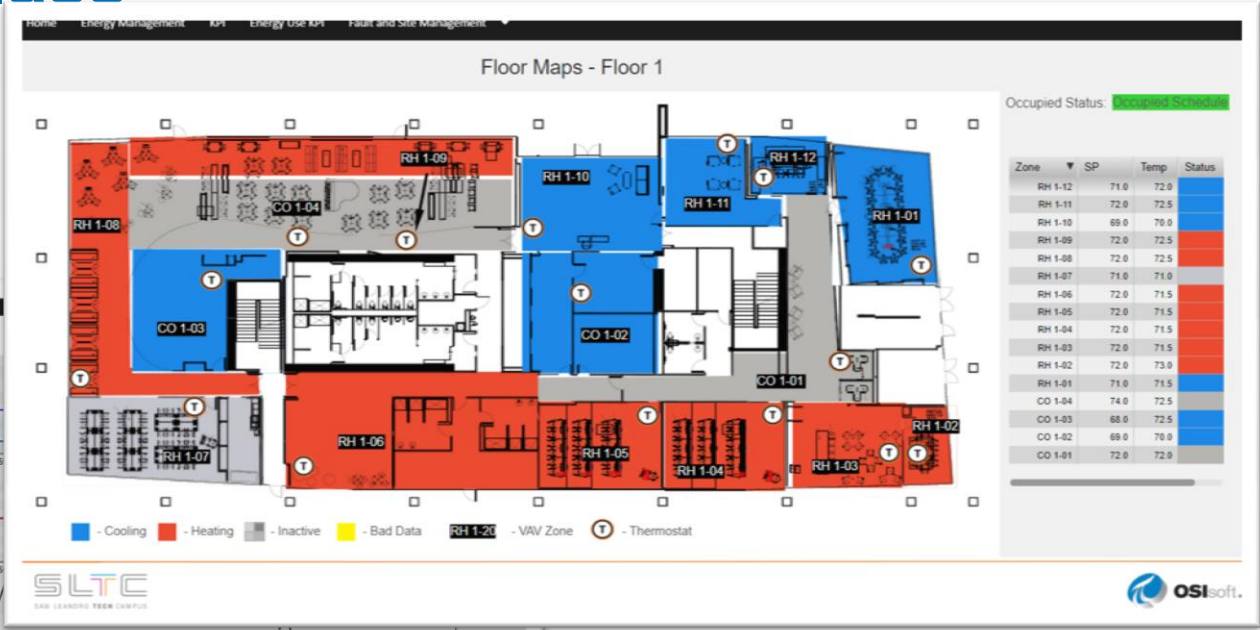 Home Energy Management KPI Energy Use KPI Fault and Site Management
Floor Maps - Floor 1
Occupied Status: Occupied Schedule
Zone ▼ SP Temp Status
RH 1-12 71.0 72.0
RH 1-11 72.0 72.5
RH 1-10 69.0 70.0
RH 1-09 72.0 72.5
RH 1-08 72.0 72.5
RH 1-07 71.0 71.0
RH 1-06 72.0 71.5
RH 1-05 72.0 71.5
RH 1-04 72.0 71.5
RH 1-03 72.0 71.5
RH 1-02 72.0 73.0
RH 1-01 71.0 71.5
CO 1-04 74.0 72.5
CO 1-03 68.0 72.5
CO 1-02 69.0 70.0
CO 1-01 72.0 72.0
RH 1-09
RH 1-12
RH 1-10
T
T
RH 1-11
CO 1-04
RH 1-01
RH 1-08
T
T
T
T
T
T
CO 1-03
CO 1-02
T
T
CO 1-01
T
T
T
RH 1-02
RH 1-06
RH 1-05
RH 1-07
T
T
T
RH 1-04
RH 1-03
- Cooling - Heating - Inactive - Bad Data RH 1-20 - VAV Zone T - Thermostat
SLTC
SAN LEANDRO TECH CAMPUS
OSIsoft.